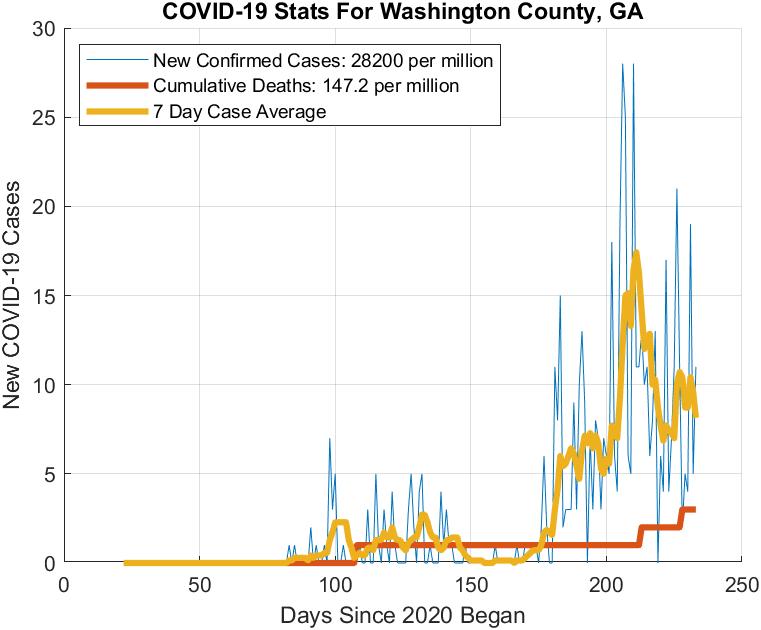 COVID-19 Stats For Washington County, GA
New Confirmed Cases: 28200 per million
Cumulative Deaths: 147.2 per million
7 Day Case Average
New COVID-19 Cases
30
25
20
15
10
5
0
0 50 100 150 200 250
Days Since 2020 Began